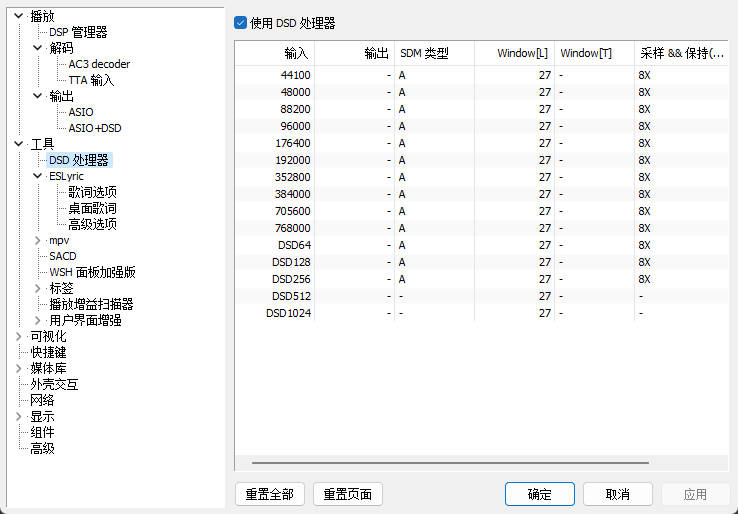 播放
DSP 管理器
解码
AC3 decoder
TTA 输入
输出
ASIO
ASIO+DSD
工具
DSD 处理器
ESLyric
歌词选项
桌面歌词
高级选项
mpv
SACD
WSH 面板加强版
标签
播放增益扫描器
用户界面增强
可视化
快捷键
媒体库
外壳交互
网络
显示
组件
高级
使用 DSD 处理器
输入 输出 SDM 类型 Window[L] Window[T] 采样 && 保持(...
44100 - A 27 - 8X
48000 - A 27 - 8X
88200 - A 27 - 8X
96000 - A 27 - 8X
176400 - A 27 - 8X
192000 - A 27 - 8X
352800 - A 27 - 8X
384000 - A 27 - 8X
705600 - A 27 - 8X
768000 - A 27 - 8X
DSD64 - A 27 - 8X
DSD128 - A 27 - 8X
DSD256 - A 27 - 8X
DSD512 - - 27 - -
DSD1024 - - 27 - -
重置全部 重置页面 确定 取消 应用